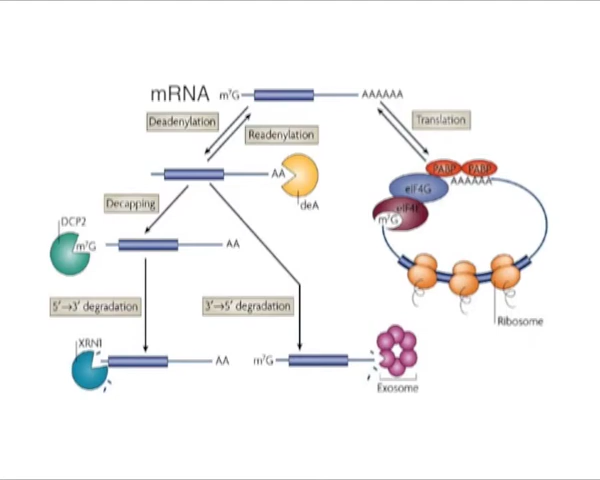 mRNA m⁷G AAAAAA
Deadenylation
Readenylation
Translation
AA
deA
PABP PABP
AAAAAA
eIF4G
m⁷G
Decapping
DCP2
m⁷G AA
5′→3′ degradation
3′→5′ degradation
Ribosome
XRN1
AA
m⁷G
Exosome